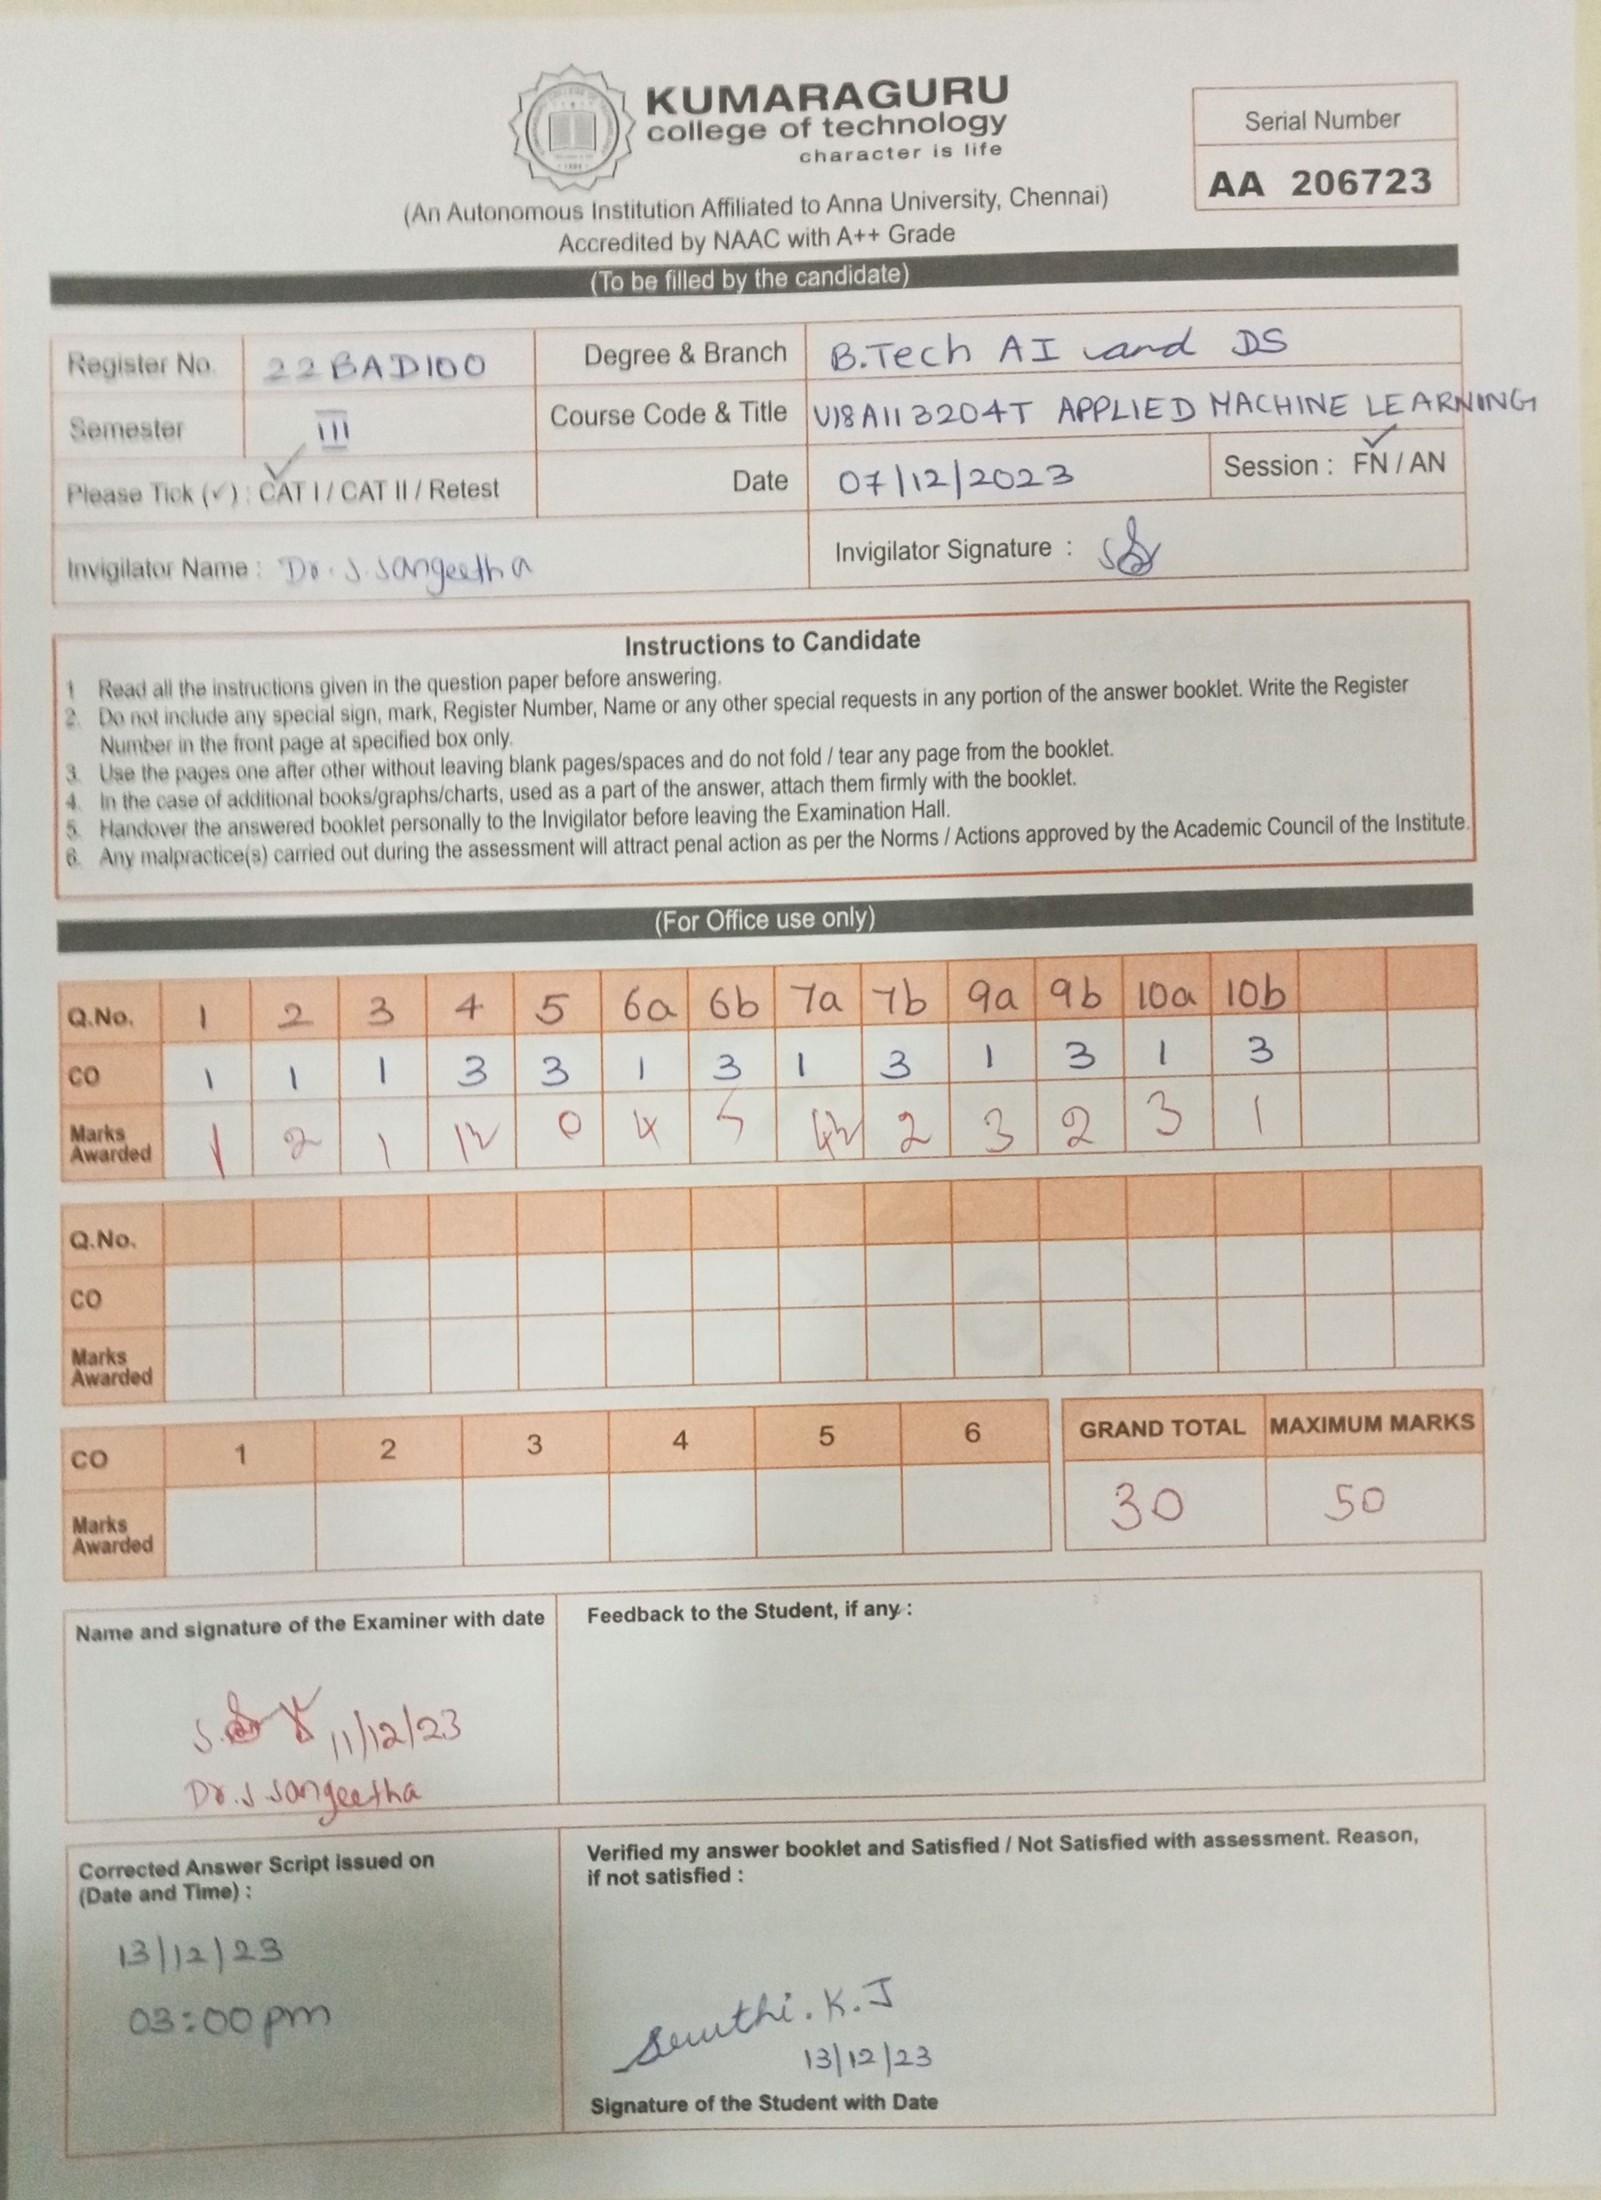 KUMARAGURU
college of technology
character is life
(An Autonomous Institution Affiliated to Anna University, Chennai)
Accredited by NAAC with A++ Grade
Serial Number
AA 206723
(To be filled by the candidate)
Register No. 22BAD100 Degree & Branch B.Tech AI and DS
Semester III Course Code & Title U18AII3204T APPLIED MACHINE LEARNING
Please Tick (✓) : CAT I / CAT II / Retest Date 07/12/2023 Session : FN / AN
Invigilator Name : Dr. S. Sangeetha Invigilator Signature :
Instructions to Candidate
1 Read all the instructions given in the question paper before answering.
2. Do not include any special sign, mark, Register Number, Name or any other special requests in any portion of the answer booklet. Write the Register
Number in the front page at specified box only.
3. Use the pages one after other without leaving blank pages/spaces and do not fold / tear any page from the booklet.
4. In the case of additional books/graphs/charts, used as a part of the answer, attach them firmly with the booklet.
5. Handover the answered booklet personally to the Invigilator before leaving the Examination Hall.
6. Any malpractice(s) carried out during the assessment will attract penal action as per the Norms / Actions approved by the Academic Council of the Institute.
(For Office use only)
Q.No. 1 2 3 4 5 6a 6b 7a 7b 9a 9b 10a 10b
CO 1 1 1 3 3 1 3 1 3 1 3 1 3
Marks Awarded 1 2 1 1½ 0 4 5 4½ 2 3 2 3 1
Q.No.
CO
Marks Awarded
CO 1 2 3 4 5 6
Marks Awarded
GRAND TOTAL MAXIMUM MARKS
30 50
Name and signature of the Examiner with date
11/12/23
Dr. S Sangeetha
Feedback to the Student, if any :
Corrected Answer Script issued on
(Date and Time) :
13/12/23
03:00pm
Verified my answer booklet and Satisfied / Not Satisfied with assessment. Reason,
if not satisfied :
Sruthi. K. J
13/12/23
Signature of the Student with Date